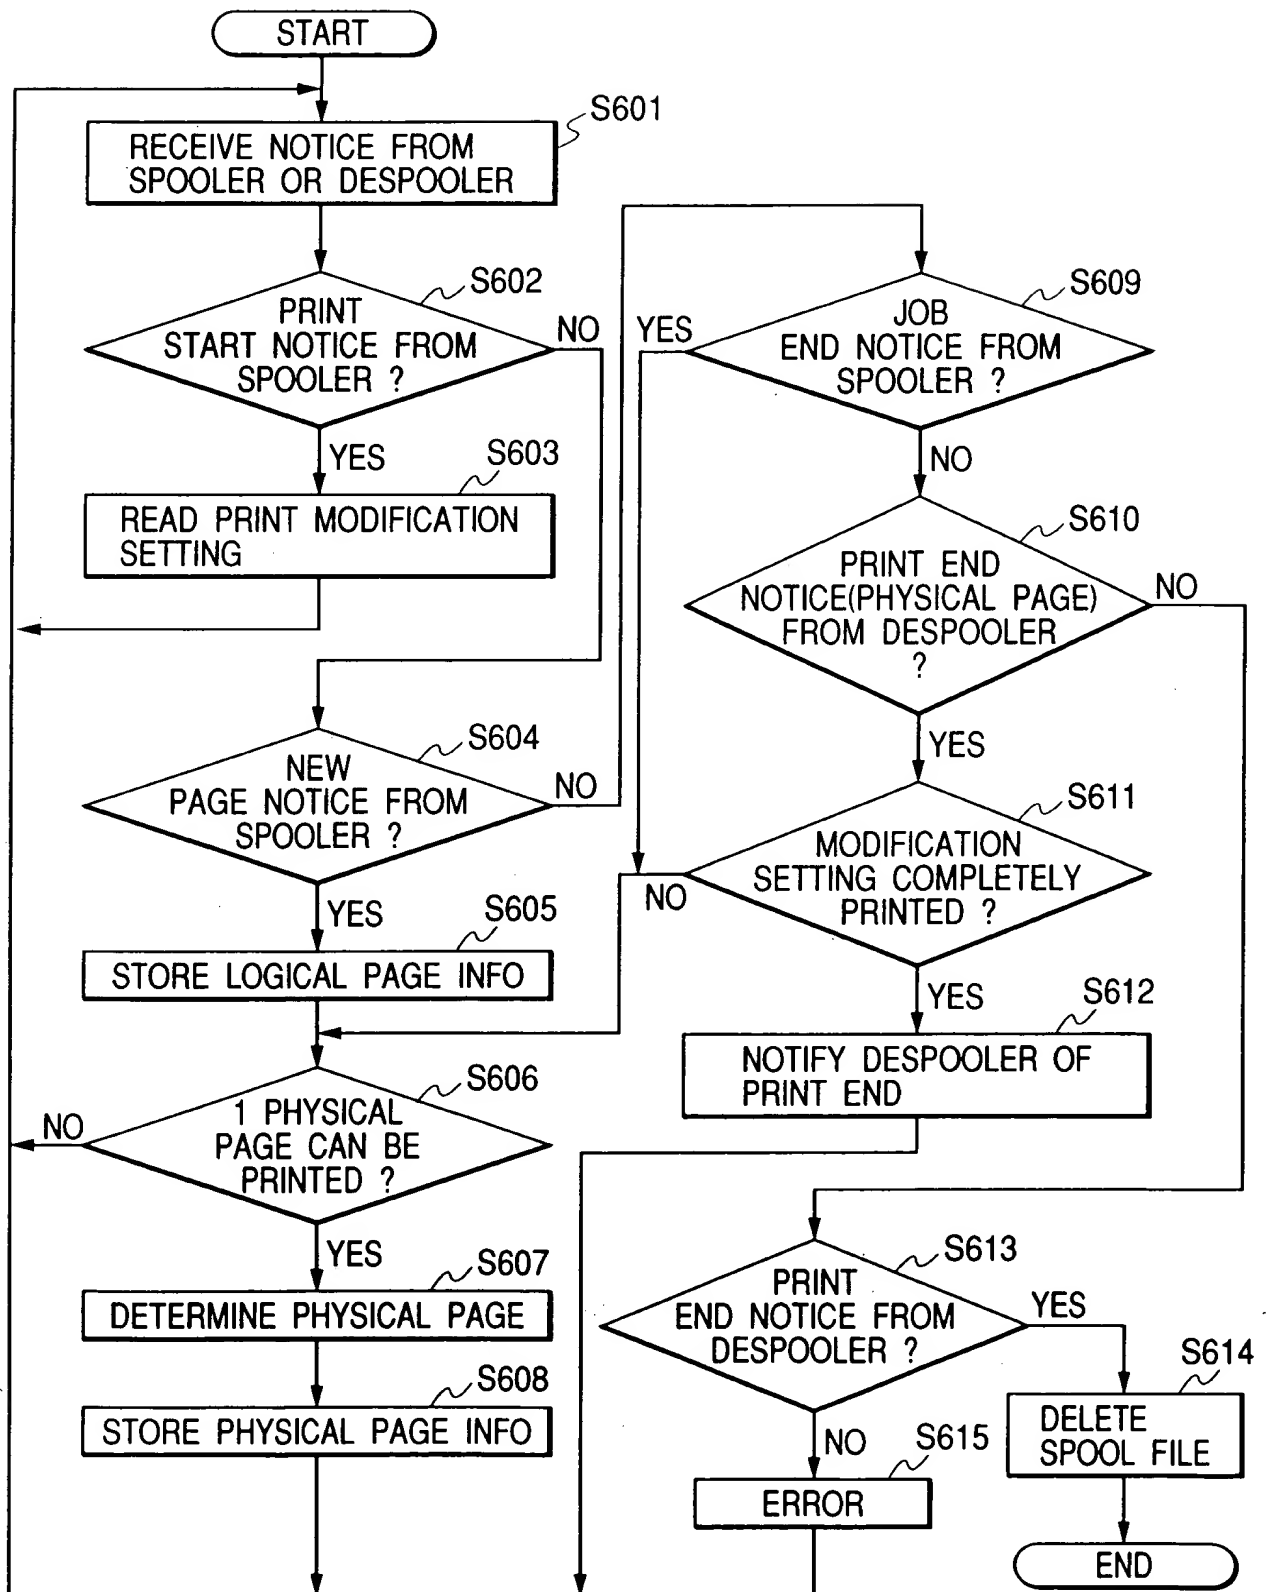 START
S601
RECEIVE NOTICE FROM
SPOOLER OR DESPOOLER
S602
PRINT
START NOTICE FROM
SPOOLER ?
NO
YES
S603
READ PRINT MODIFICATION
SETTING
S604
NEW
PAGE NOTICE FROM
SPOOLER ?
NO
YES
S605
STORE LOGICAL PAGE INFO
S606
1 PHYSICAL
PAGE CAN BE
PRINTED ?
NO
YES
S607
DETERMINE PHYSICAL PAGE
S608
STORE PHYSICAL PAGE INFO
S609
JOB
END NOTICE FROM
SPOOLER ?
YES
NO
S610
PRINT END
NOTICE(PHYSICAL PAGE)
FROM DESPOOLER
?
NO
YES
S611
MODIFICATION
SETTING COMPLETELY
PRINTED ?
NO
YES
S612
NOTIFY DESPOOLER OF
PRINT END
S613
PRINT
END NOTICE FROM
DESPOOLER ?
YES
NO
S614
DELETE
SPOOL FILE
S615
ERROR
END